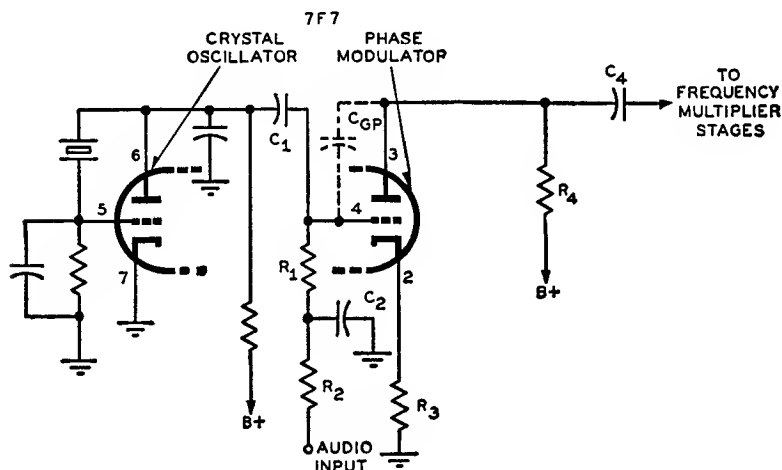 7F7
CRYSTAL
OSCILLATOR
PHASE
MODULATOR
C4
TO
FREQUENCY
MULTIPLIER
STAGES
C1
CGP
6
3
5
4
R4
7
R1
2
C2
B+
R2
R3
B+
AUDIO
INPUT